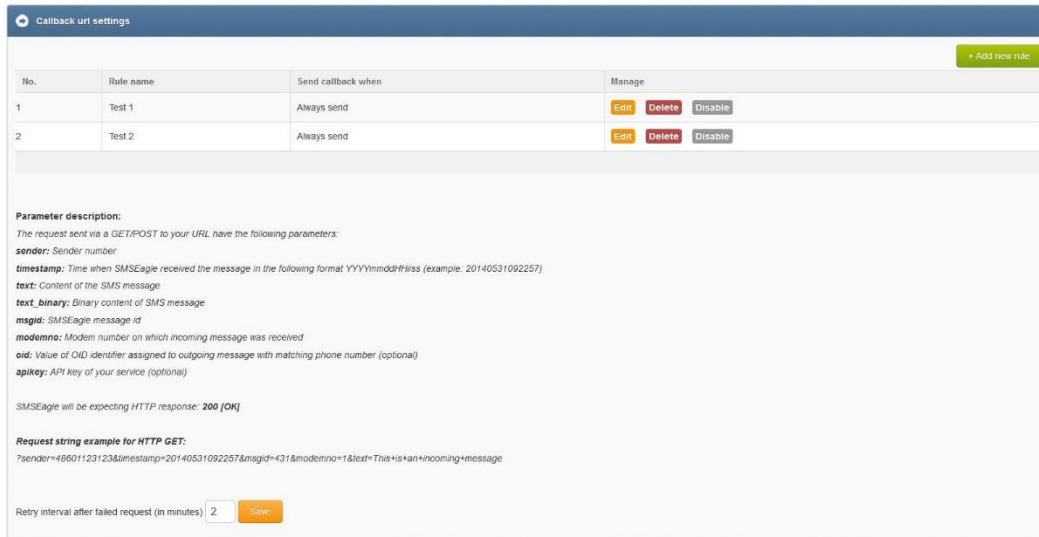 Callback url settings
+ Add new rule
No. Rule name Send callback when Manage
1 Test 1 Always send Edit Delete Disable
2 Test 2 Always send Edit Delete Disable
Parameter description:
The request sent via a GET/POST to your URL have the following parameters:
sender: Sender number
timestamp: Time when SMSEagle received the message in the following format YYYYmmddHHiiss (example: 20140531092257)
text: Content of the SMS message
text_binary: Binary content of SMS message
msgid: SMSEagle message id
modemno: Modem number on which incoming message was received
oid: Value of OID identifier assigned to outgoing message with matching phone number (optional)
apikey: API key of your service (optional)
SMSEagle will be expecting HTTP response: 200 [OK]
Request string example for HTTP GET:
?sender=48601123123&timestamp=20140531092257&msgid=431&modemno=1&text=This+is+an+incoming+message
Retry interval after failed request (in minutes) 2 Save